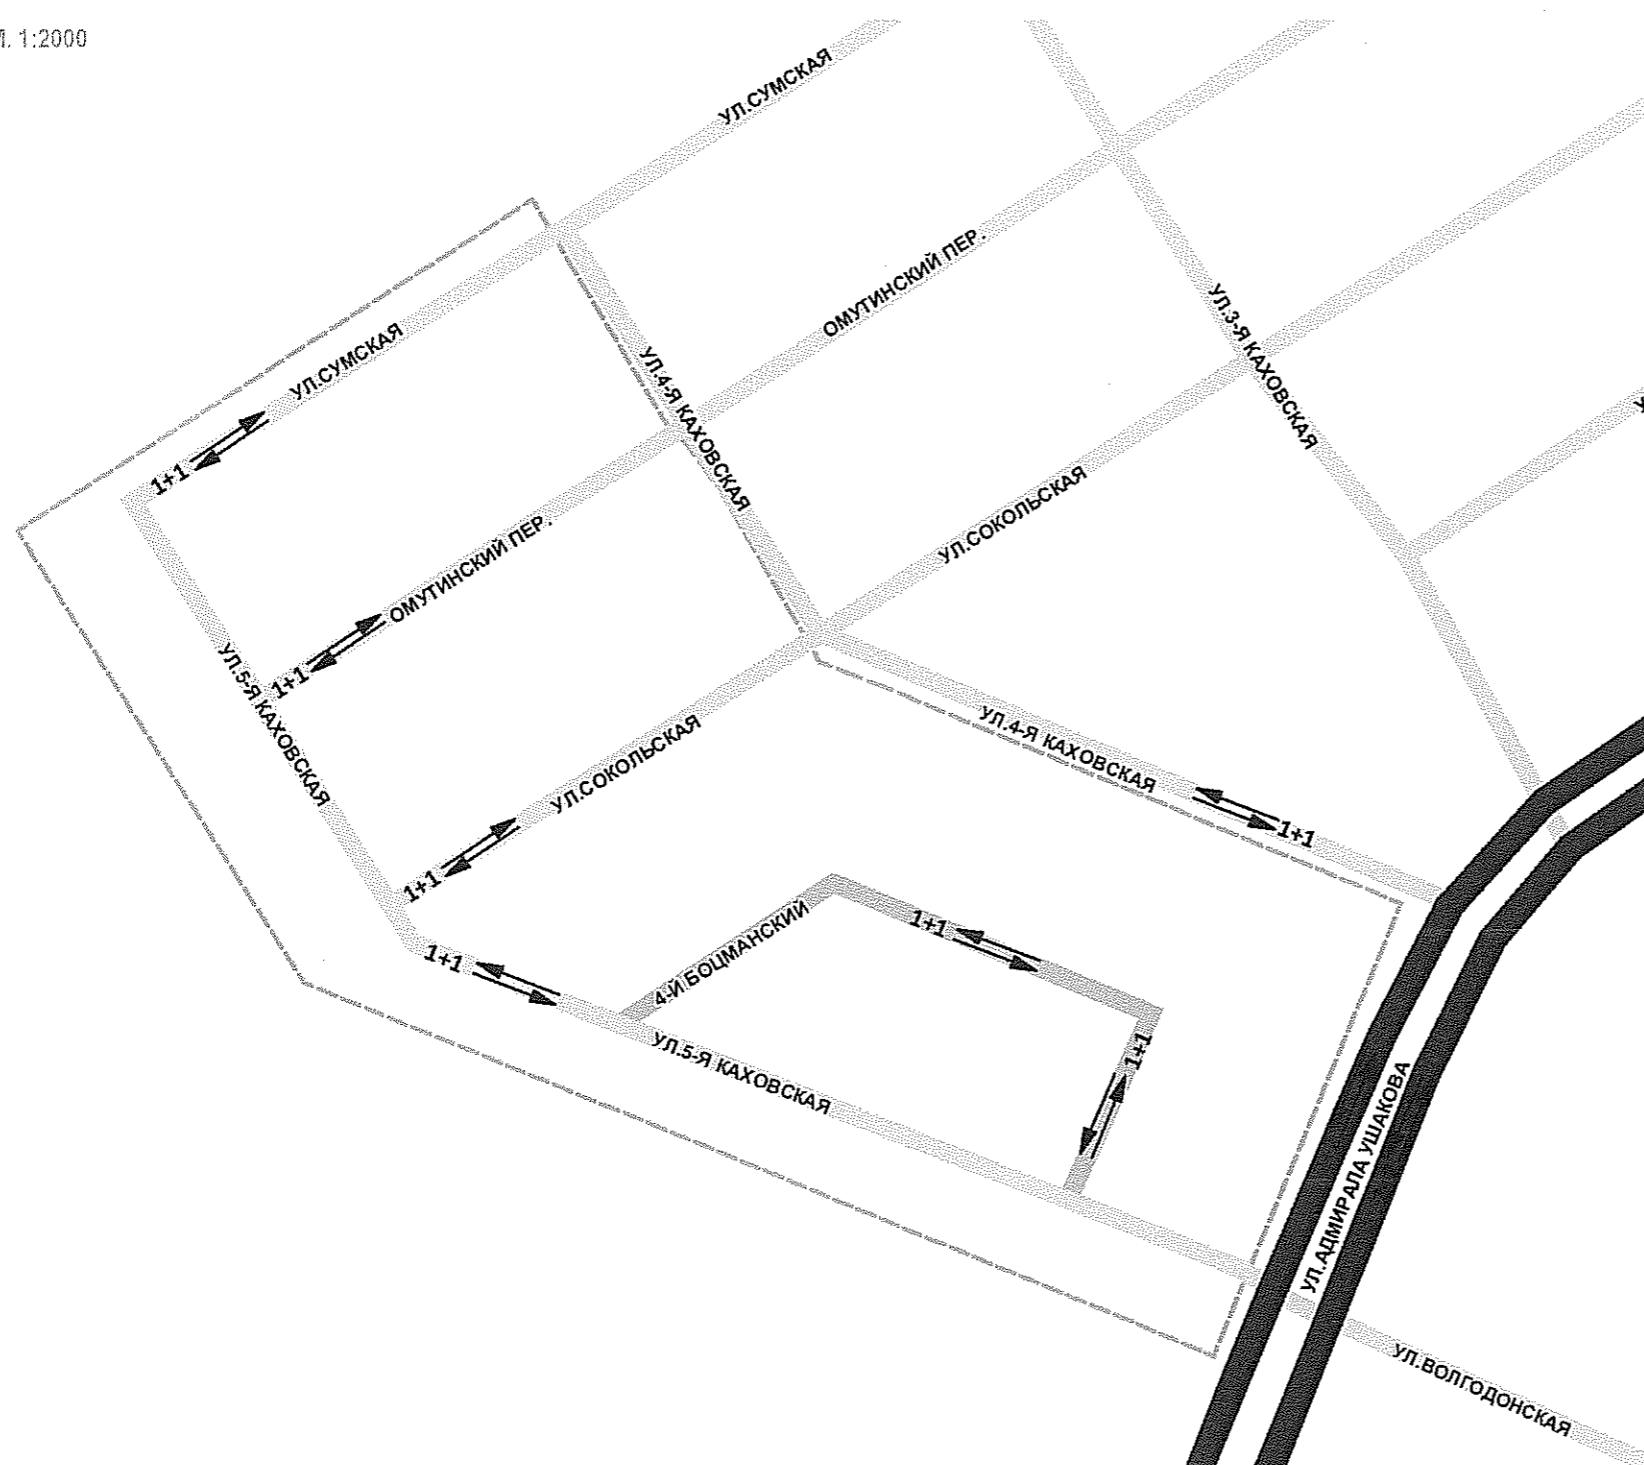 1:2000
УЛ.СУМСКАЯ
ОМУТИНСКИЙ ПЕР.
УЛ.3-Я КАХОВСКАЯ
УЛ.СУМСКАЯ
УЛ.4-Я КАХОВСКАЯ
1+1
УЛ.СОКОЛЬСКАЯ
ОМУТИНСКИЙ ПЕР.
1+1
УЛ.5-Я КАХОВСКАЯ
УЛ.СОКОЛЬСКАЯ
УЛ.4-Я КАХОВСКАЯ
1+1
1+1
4-Й БОЦМАНСКИЙ
1+1
1+1
УЛ.5-Я КАХОВСКАЯ
1+1
УЛ.АДМИРАЛА УШАКОВА
УЛ.ВОЛГОДОНСКАЯ